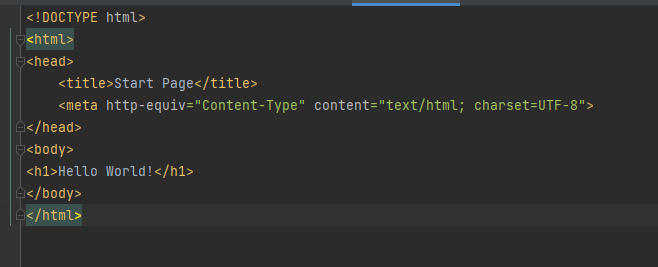 <!DOCTYPE html>
<html>
<head>
    <title>Start Page</title>
    <meta http-equiv="Content-Type" content="text/html; charset=UTF-8">
</head>
<body>
<h1>Hello World!</h1>
</body>
</html>